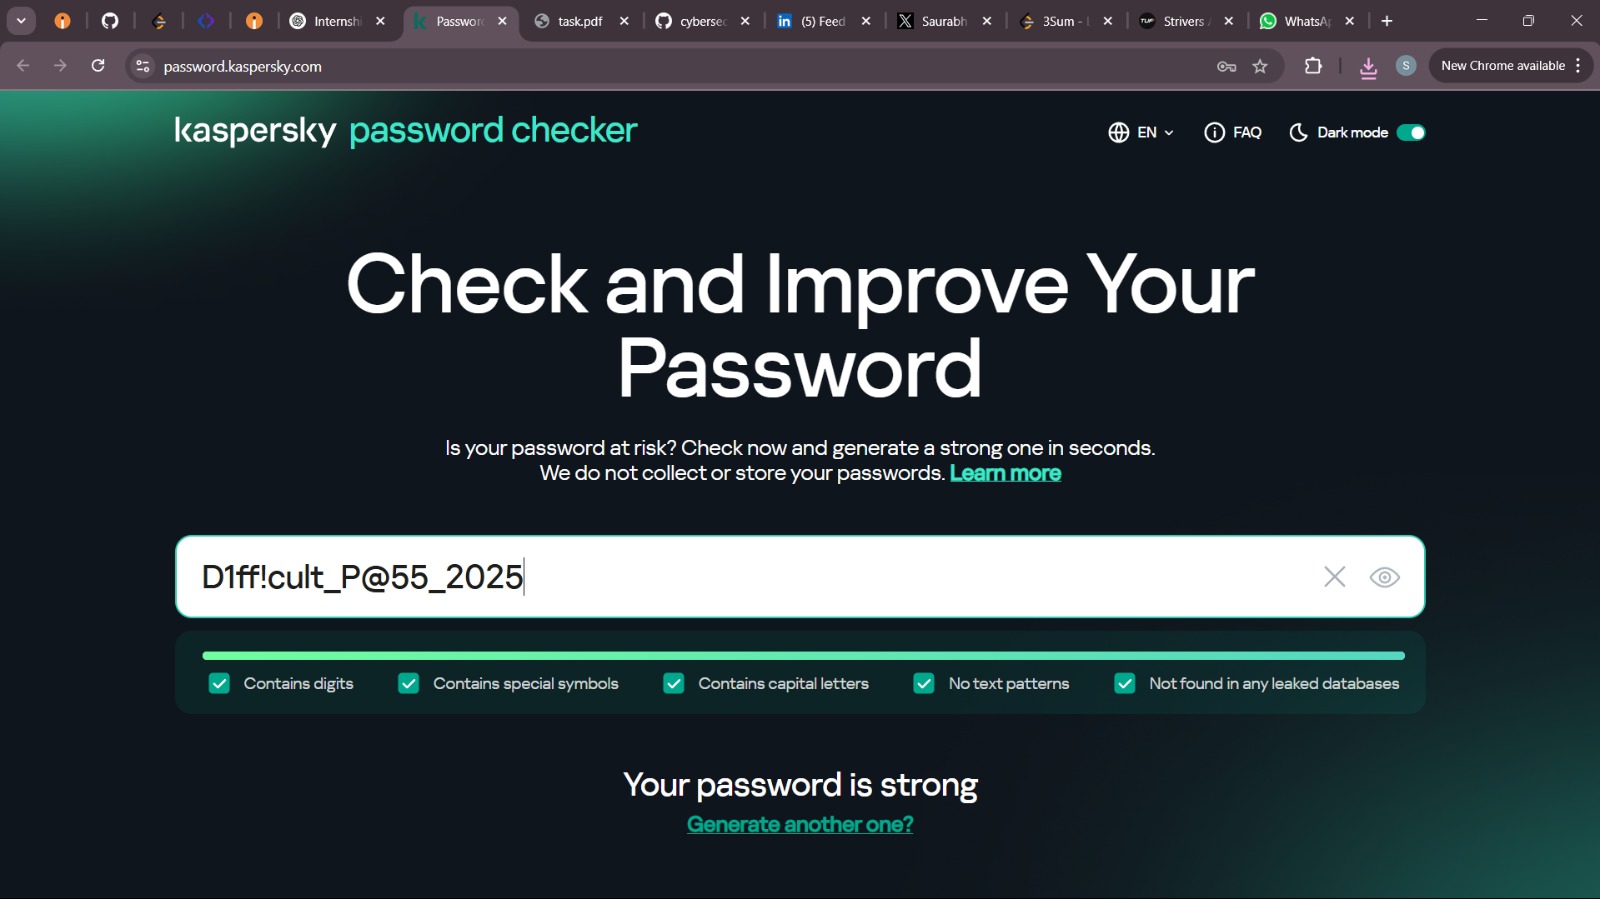 Internshi
Passwor
task.pdf
cybersec
(5) Feed
Saurabh
3Sum - L
Strivers A
WhatsAp
password.kaspersky.com
S
New Chrome available
kaspersky password checker
EN
FAQ
Dark mode
Check and Improve Your
Password
Is your password at risk? Check now and generate a strong one in seconds.
We do not collect or store your passwords. Learn more
D1ff!cult_P@55_2025
Contains digits
Contains special symbols
Contains capital letters
No text patterns
Not found in any leaked databases
Your password is strong
Generate another one?